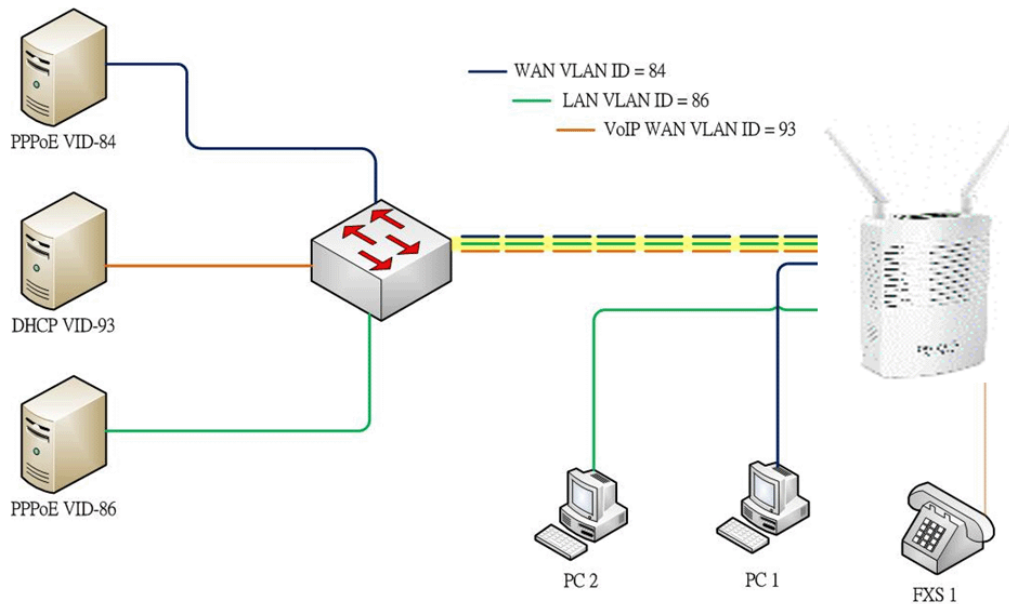 PPPoE VID-84
WAN VLAN ID = 84
LAN VLAN ID = 86
VoIP WAN VLAN ID = 93
DHCP VID-93
PPPoE VID-86
PC 2
PC 1
FXS 1